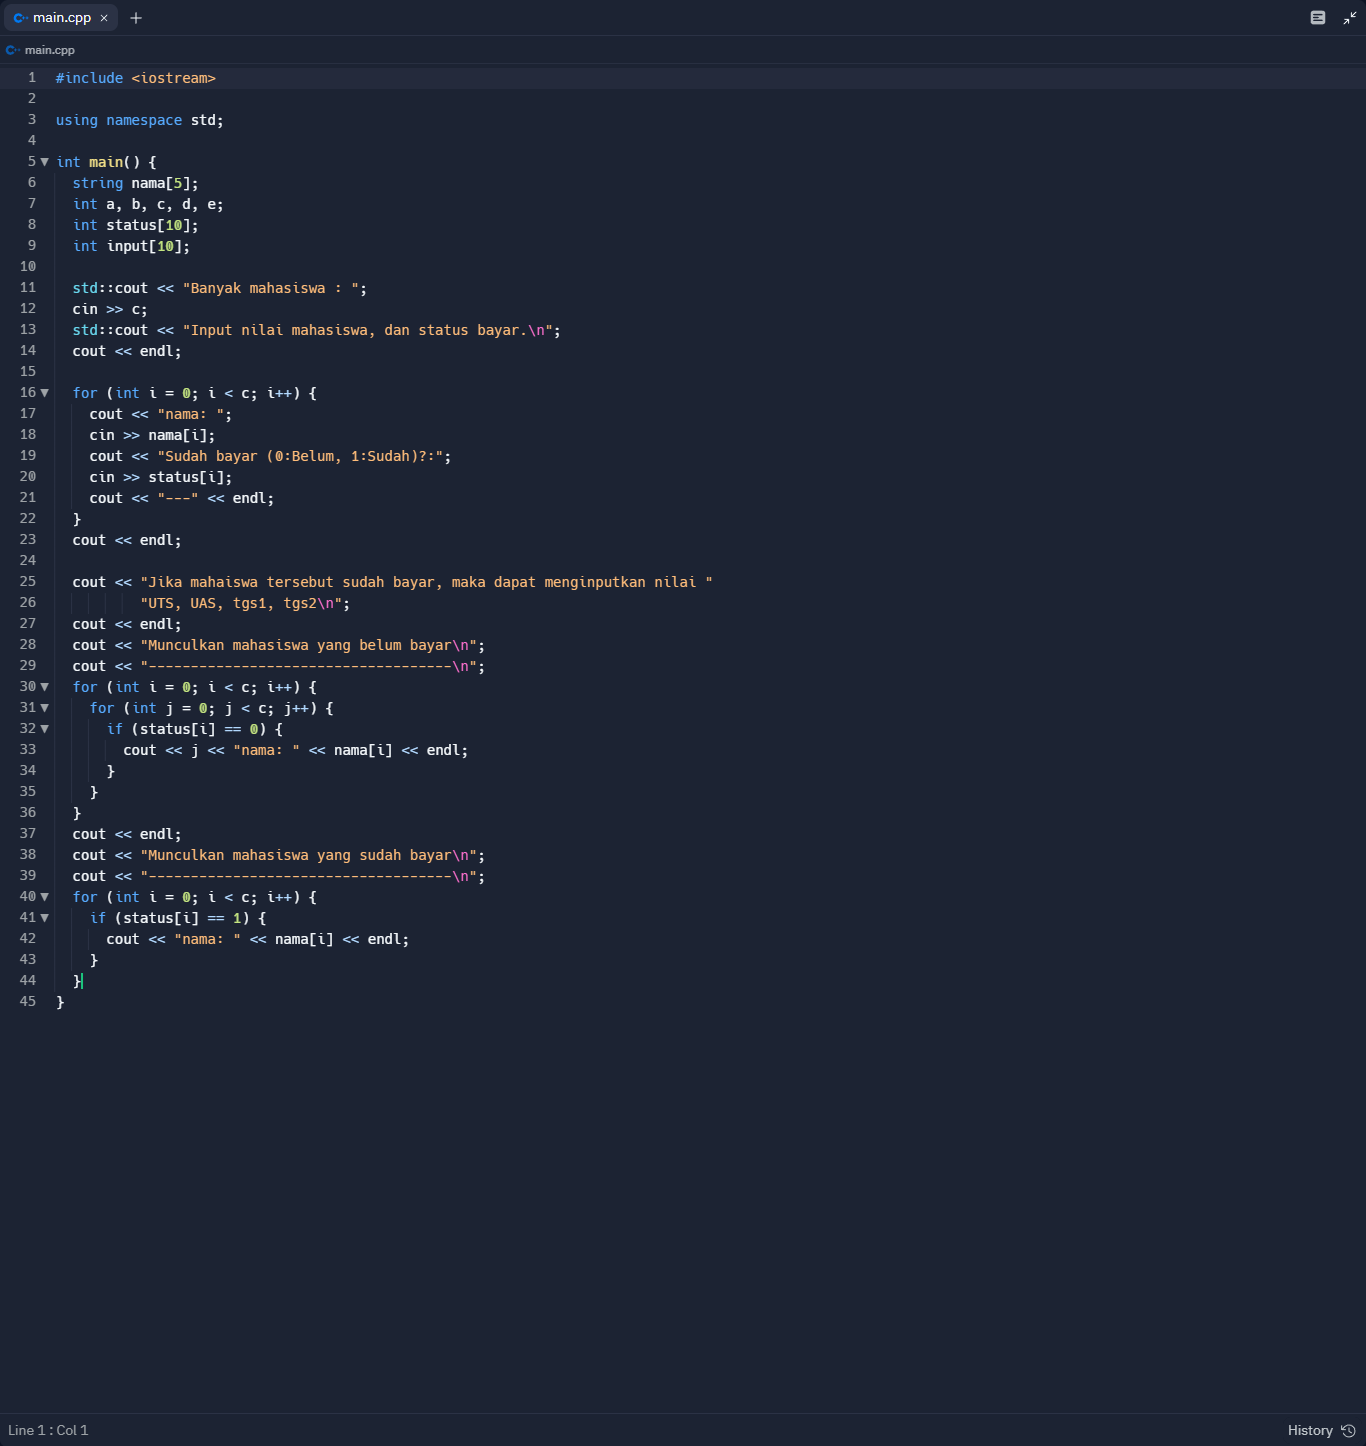 main.cpp
main.cpp
1 #include <iostream>
2
3 using namespace std;
4
5 int main() {
6   string nama[5];
7   int a, b, c, d, e;
8   int status[10];
9   int input[10];
10
11   std::cout << "Banyak mahasiswa : ";
12   cin >> c;
13   std::cout << "Input nilai mahasiswa, dan status bayar.\n";
14   cout << endl;
15
16   for (int i = 0; i < c; i++) {
17     cout << "nama: ";
18     cin >> nama[i];
19     cout << "Sudah bayar (0:Belum, 1:Sudah)?:";
20     cin >> status[i];
21     cout << "---" << endl;
22   }
23   cout << endl;
24
25   cout << "Jika mahaiswa tersebut sudah bayar, maka dapat menginputkan nilai "
26           "UTS, UAS, tgs1, tgs2\n";
27   cout << endl;
28   cout << "Munculkan mahasiswa yang belum bayar\n";
29   cout << "------------------------------------\n";
30   for (int i = 0; i < c; i++) {
31     for (int j = 0; j < c; j++) {
32       if (status[i] == 0) {
33         cout << j << "nama: " << nama[i] << endl;
34       }
35     }
36   }
37   cout << endl;
38   cout << "Munculkan mahasiswa yang sudah bayar\n";
39   cout << "------------------------------------\n";
40   for (int i = 0; i < c; i++) {
41     if (status[i] == 1) {
42       cout << "nama: " << nama[i] << endl;
43     }
44   }
45 }
Line 1 : Col 1
History